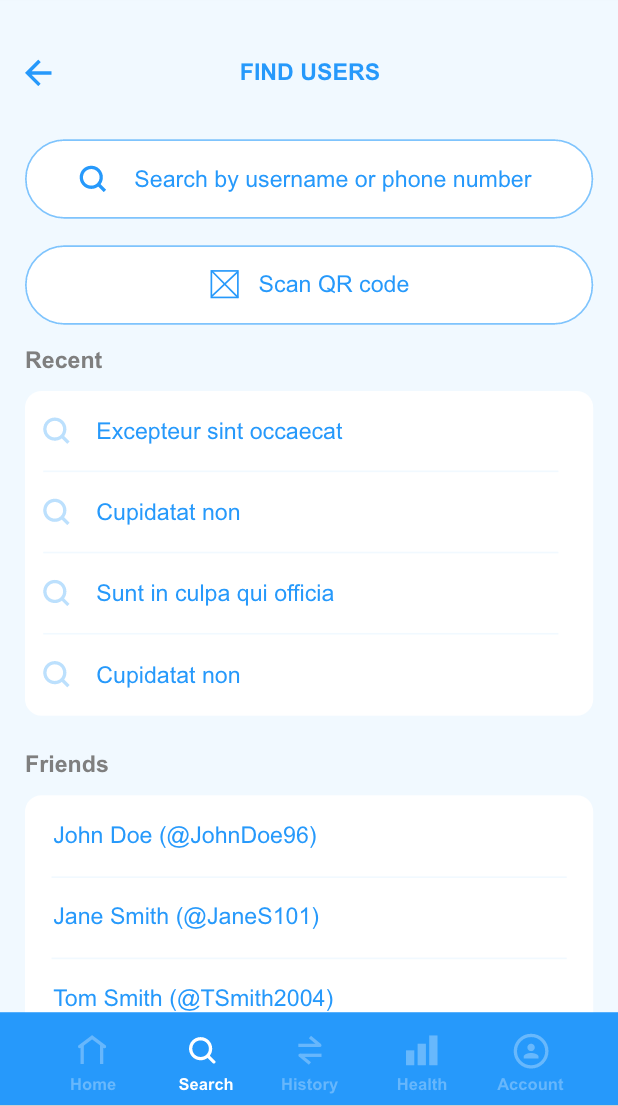 FIND USERS
Search by username or phone number
Scan QR code
Recent
Excepteur sint occaecat
Cupidatat non
Sunt in culpa qui officia
Cupidatat non
Friends
John Doe (@JohnDoe96)
Jane Smith (@JaneS101)
Tom Smith (@TSmith2004)
Home Search History Health Account